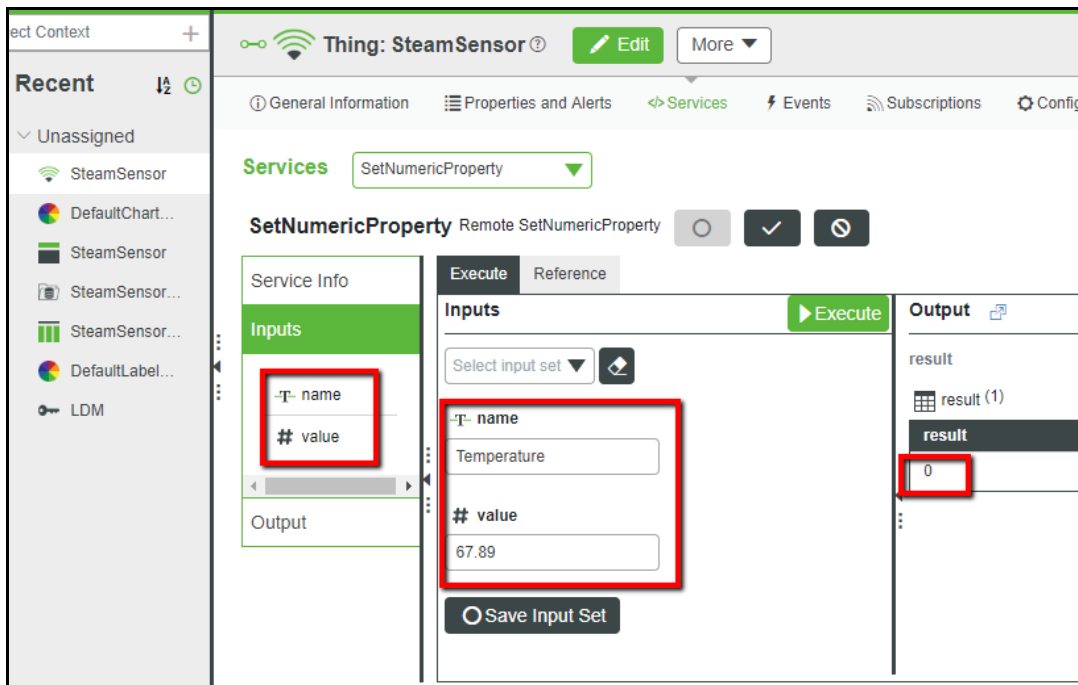 ect Context
Thing: SteamSensor
Edit
More
Recent
General Information
Properties and Alerts
Services
Events
Subscriptions
Config
Unassigned
SteamSensor
DefaultChart...
SteamSensor
SteamSensor...
SteamSensor...
DefaultLabel...
LDM
Services
SetNumericProperty
SetNumericProperty Remote SetNumericProperty
Service Info
Inputs
name
value
Output
Execute
Reference
Inputs
Execute
Select input set
name
Temperature
value
67.89
Save Input Set
Output
result
result (1)
result
0